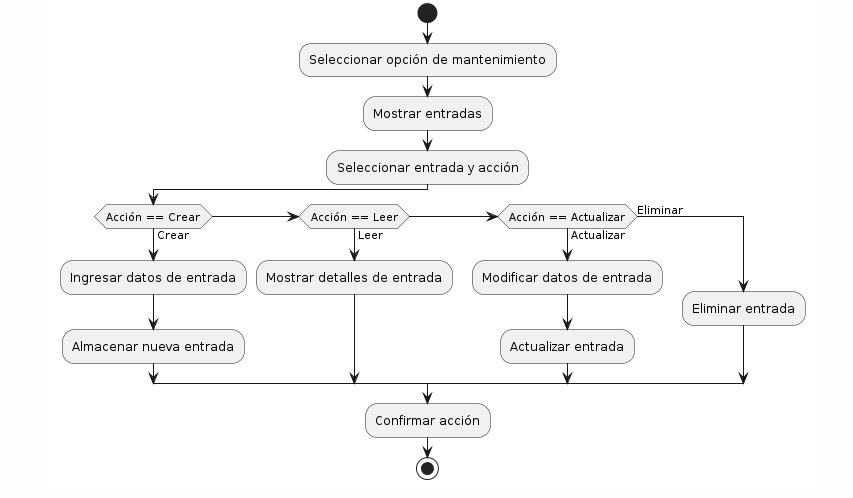 Seleccionar opción de mantenimiento
Mostrar entradas
Seleccionar entrada y acción
Acción == Crear
Acción == Leer
Acción == Actualizar
Eliminar
Crear
Leer
Actualizar
Ingresar datos de entrada
Mostrar detalles de entrada
Modificar datos de entrada
Eliminar entrada
Almacenar nueva entrada
Actualizar entrada
Confirmar acción